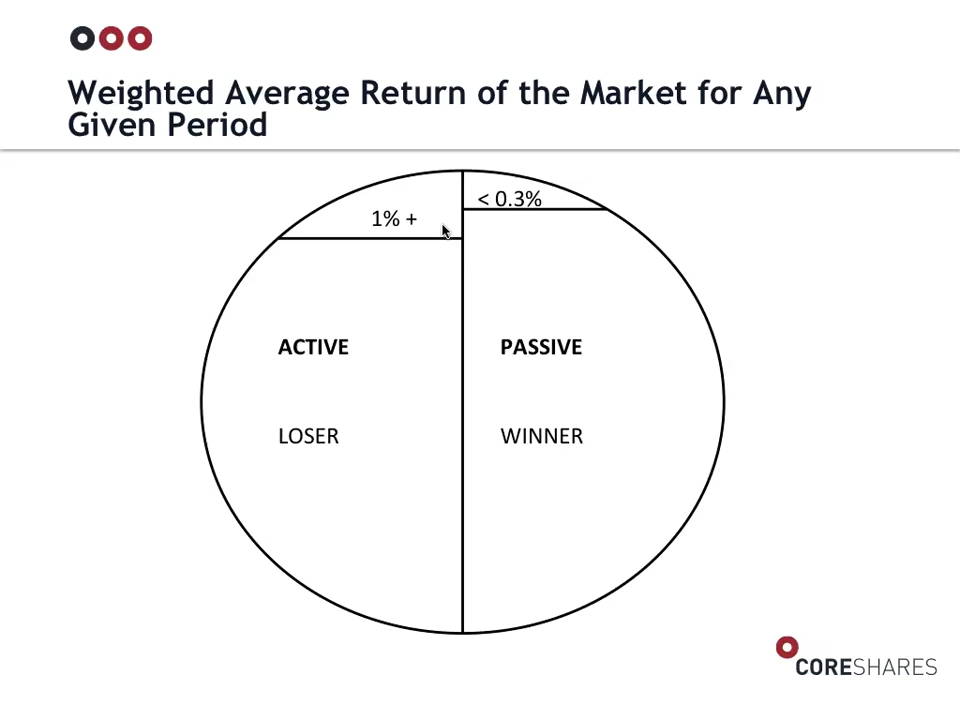 Weighted Average Return of the Market for Any
Given Period
1% +
< 0.3%
ACTIVE
PASSIVE
LOSER
WINNER
CORESHARES